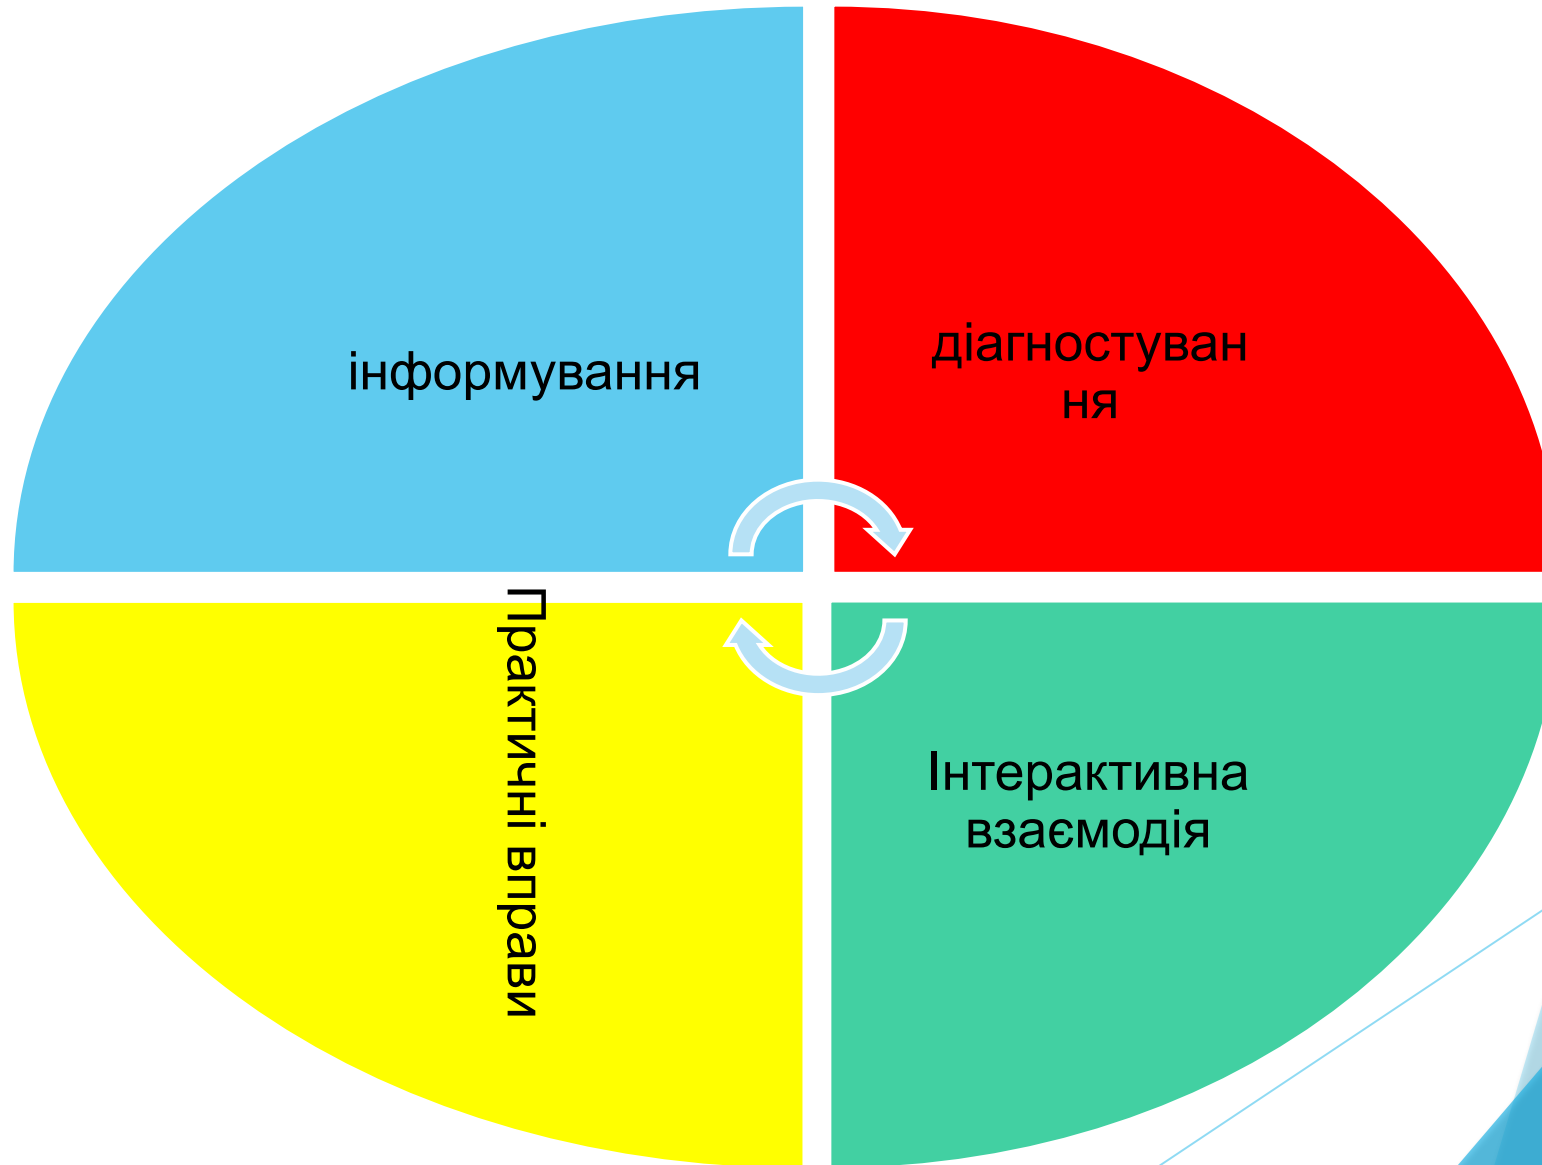 інформування
діагностуван
ня
Практичні вправи
Інтерактивна
взаємодія